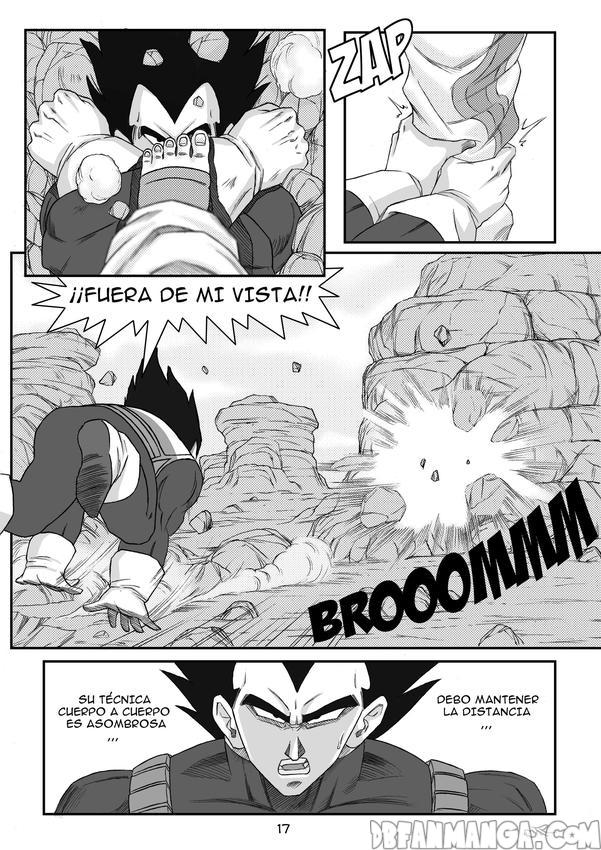 ZAP
¡¡FUERA DE MI VISTA!!
BROOOMMM
SU TÉCNICA
CUERPO A CUERPO
ES ASOMBROSA
,,,
DEBO MANTENER
LA DISTANCIA
,,,
17
DBFANMANGA.COM